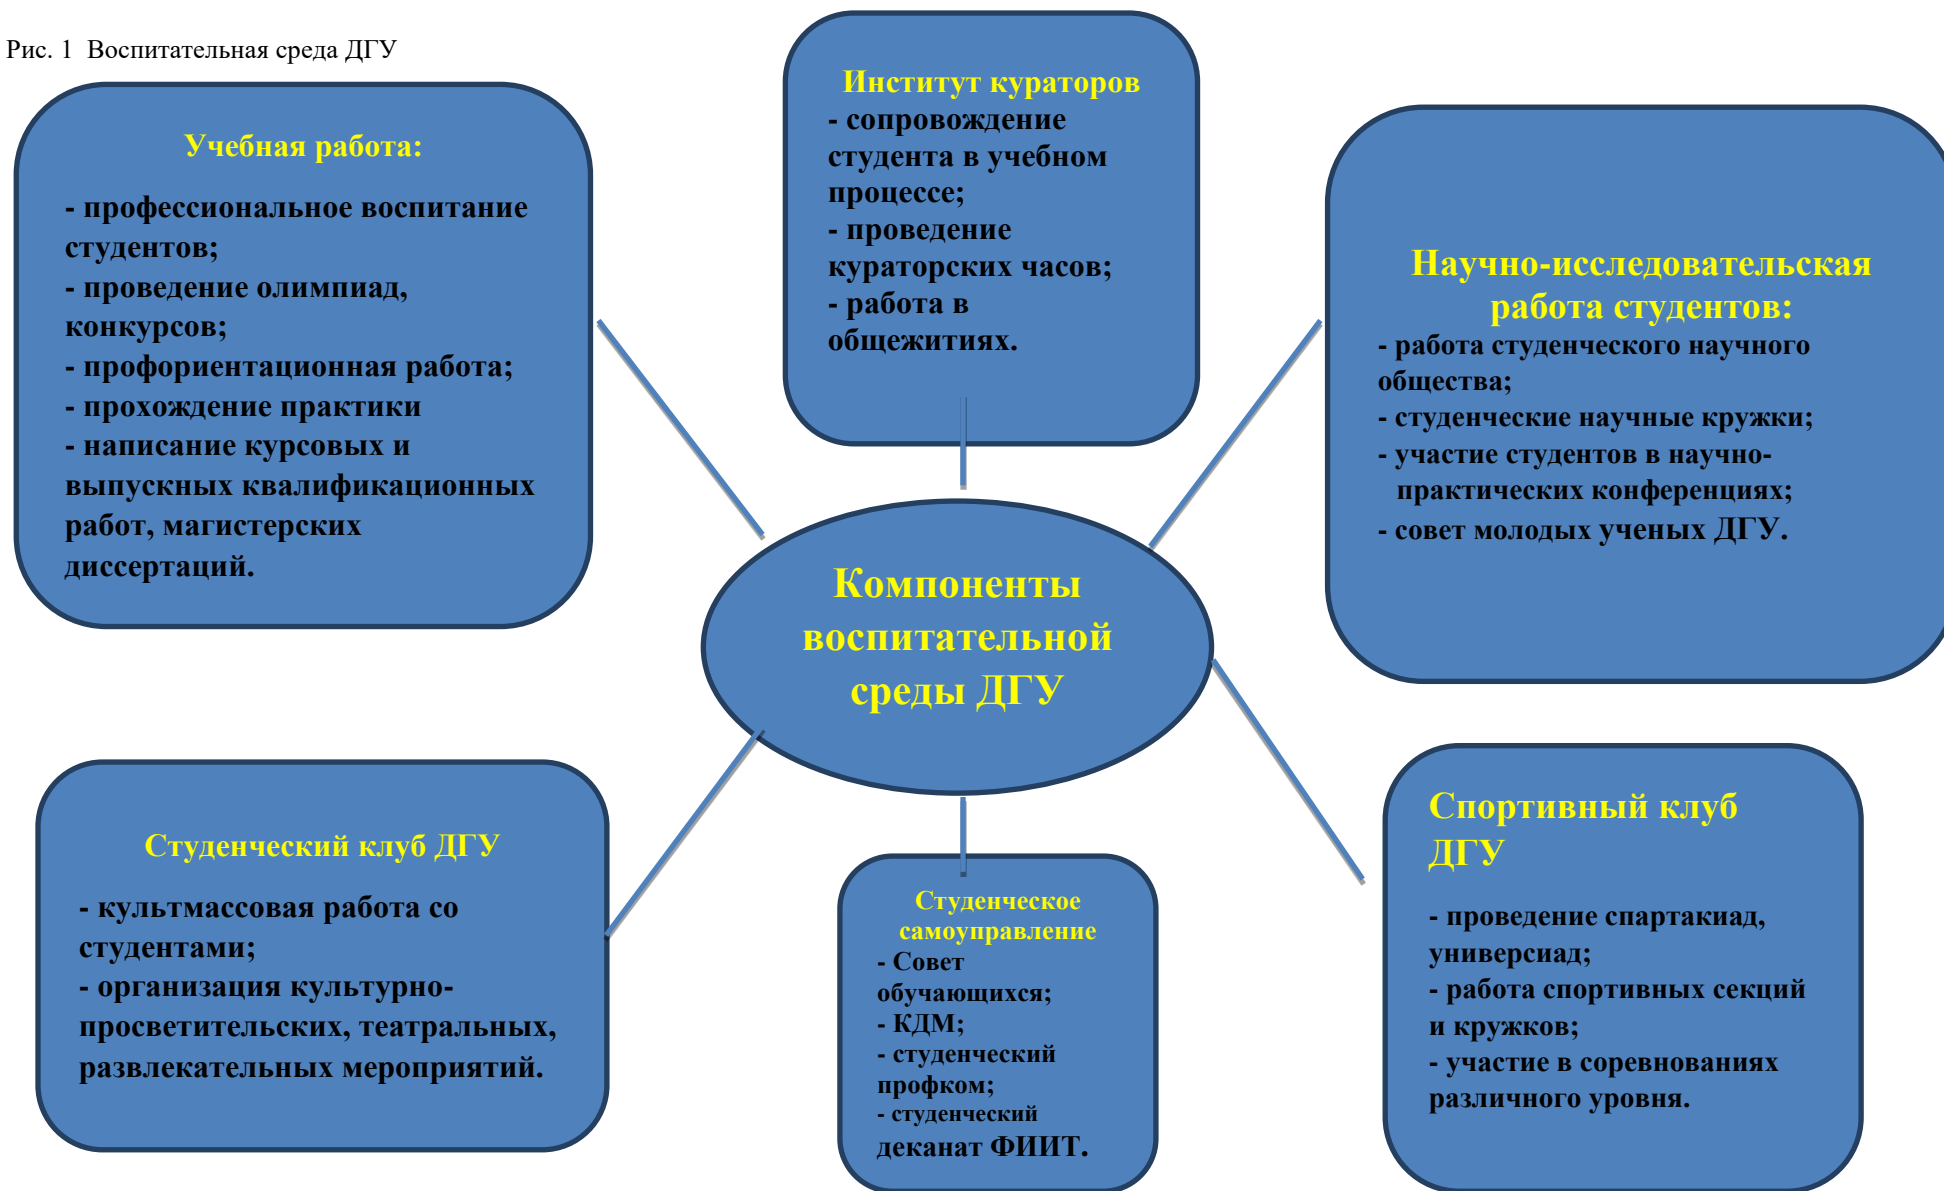 Рис. 1 Воспитательная среда ДГУ
Учебная работа:
- профессиональное воспитание
студентов;
- проведение олимпиад,
конкурсов;
- профориентационная работа;
- прохождение практики
- написание курсовых и
выпускных квалификационных
работ, магистерских
диссертаций.
Институт кураторов
- сопровождение
студента в учебном
процессе;
- проведение
кураторских часов;
- работа в
общежитиях.
Научно-исследовательская
работа студентов:
- работа студенческого научного
общества;
- студенческие научные кружки;
- участие студентов в научно-
практических конференциях;
- совет молодых ученых ДГУ.
Компоненты
воспитательной
среды ДГУ
Студенческий клуб ДГУ
- культмассовая работа со
студентами;
- организация культурно-
просветительских, театральных,
развлекательных мероприятий.
Студенческое
самоуправление
- Совет
обучающихся;
- КДМ;
- студенческий
профком;
- студенческий
деканат ФИИТ.
Спортивный клуб
ДГУ
- проведение спартакиад,
универсиад;
- работа спортивных секций
и кружков;
- участие в соревнованиях
различного уровня.